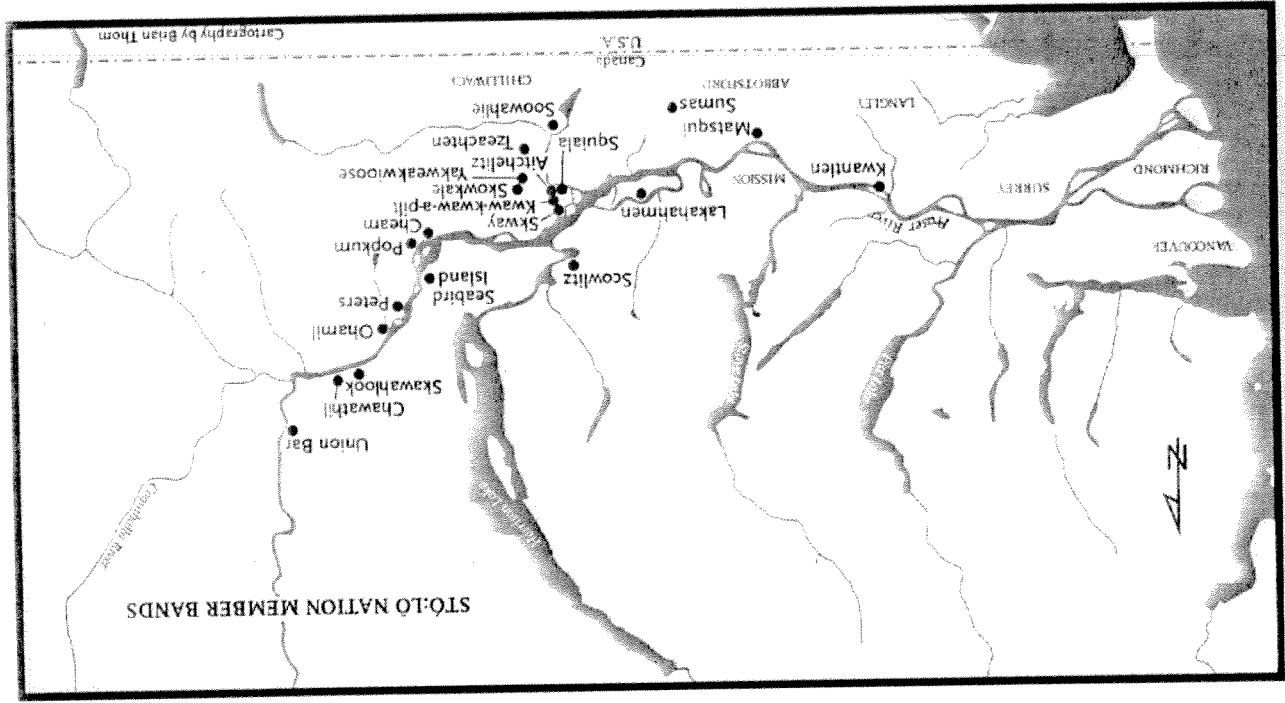 STÓ:LŌ NATION MEMBER BANDS
Coquihalla River
N
Union Bar
Chawathil
Skawahlook
Ohamil
Peters
Seabird
Island
Popkum
Cheam
Scowlitz
VANCOUVER
Fraser River
Lakahahmen
Skway
Kwaw-kwaw-a-pilt
Skowkale
Yakweakwioose
Aitchelitz
Tzeachten
Squiala
Soowahlie
RICHMOND
SURREY
Kwantlen
MISSION
Matsqui
Sumas
LANGLEY
ABBOTSFORD
CHILLIWACK
Canada
U.S.A.
Cartography by Brian Thom